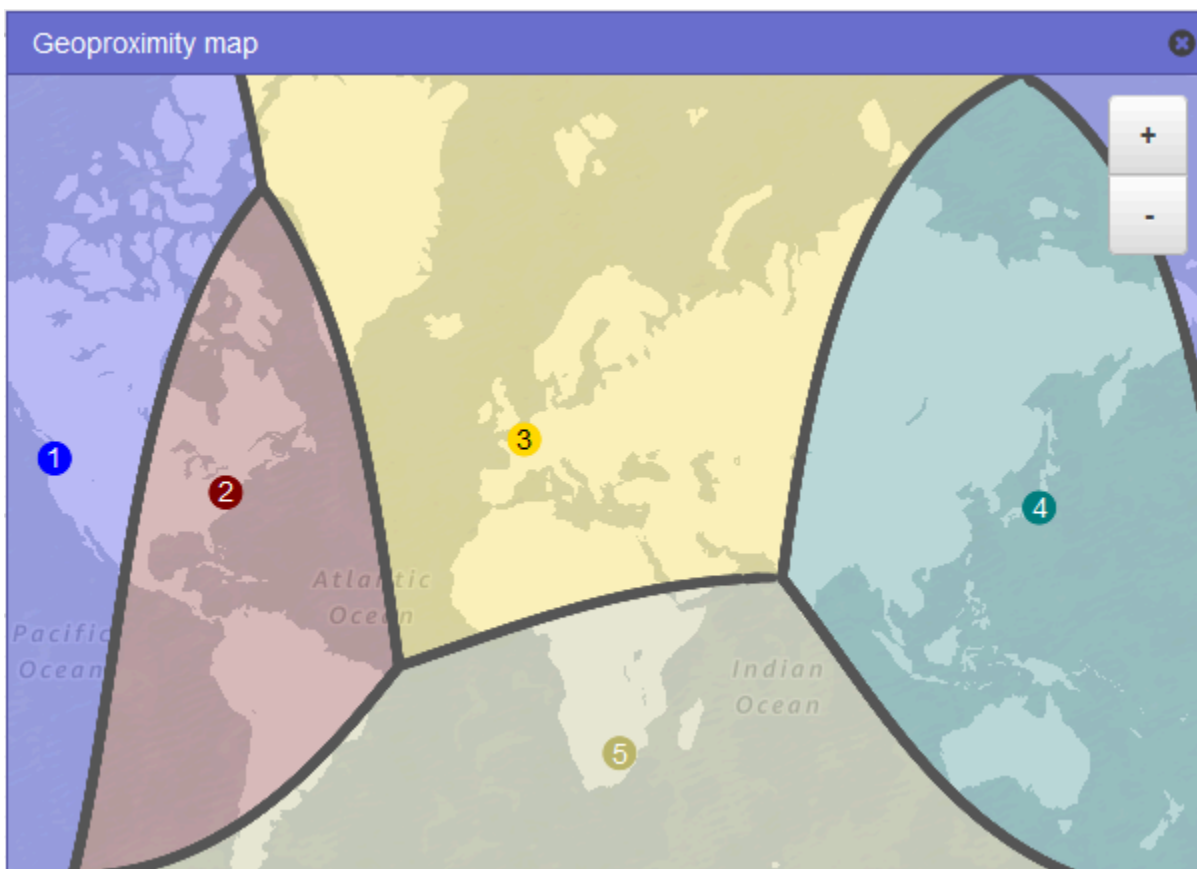 Geoproximity map
+
-
1
3
2
4
Atlantic
Ocean
Pacific
Ocean
Indian
Ocean
5